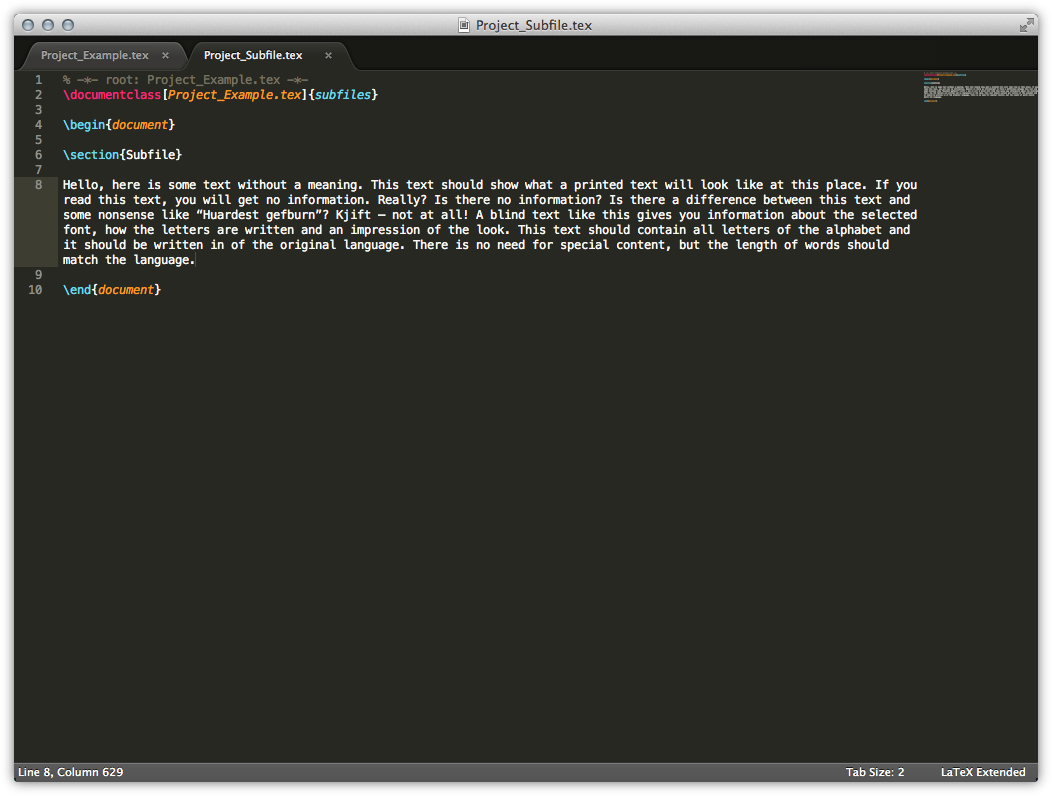 Project_Subfile.tex
Project_Example.tex × Project_Subfile.tex ×
1 % -*- root: Project_Example.tex -*-
2 \documentclass[Project_Example.tex]{subfiles}
3
4 \begin{document}
5
6 \section{Subfile}
7
8 Hello, here is some text without a meaning. This text should show what a printed text will look like at this place. If you
read this text, you will get no information. Really? Is there no information? Is there a difference between this text and
some nonsense like “Huardest gefburn”? Kjift – not at all! A blind text like this gives you information about the selected
font, how the letters are written and an impression of the look. This text should contain all letters of the alphabet and
it should be written in of the original language. There is no need for special content, but the length of words should
match the language.
9
10 \end{document}
Line 8, Column 629 Tab Size: 2 LaTeX Extended